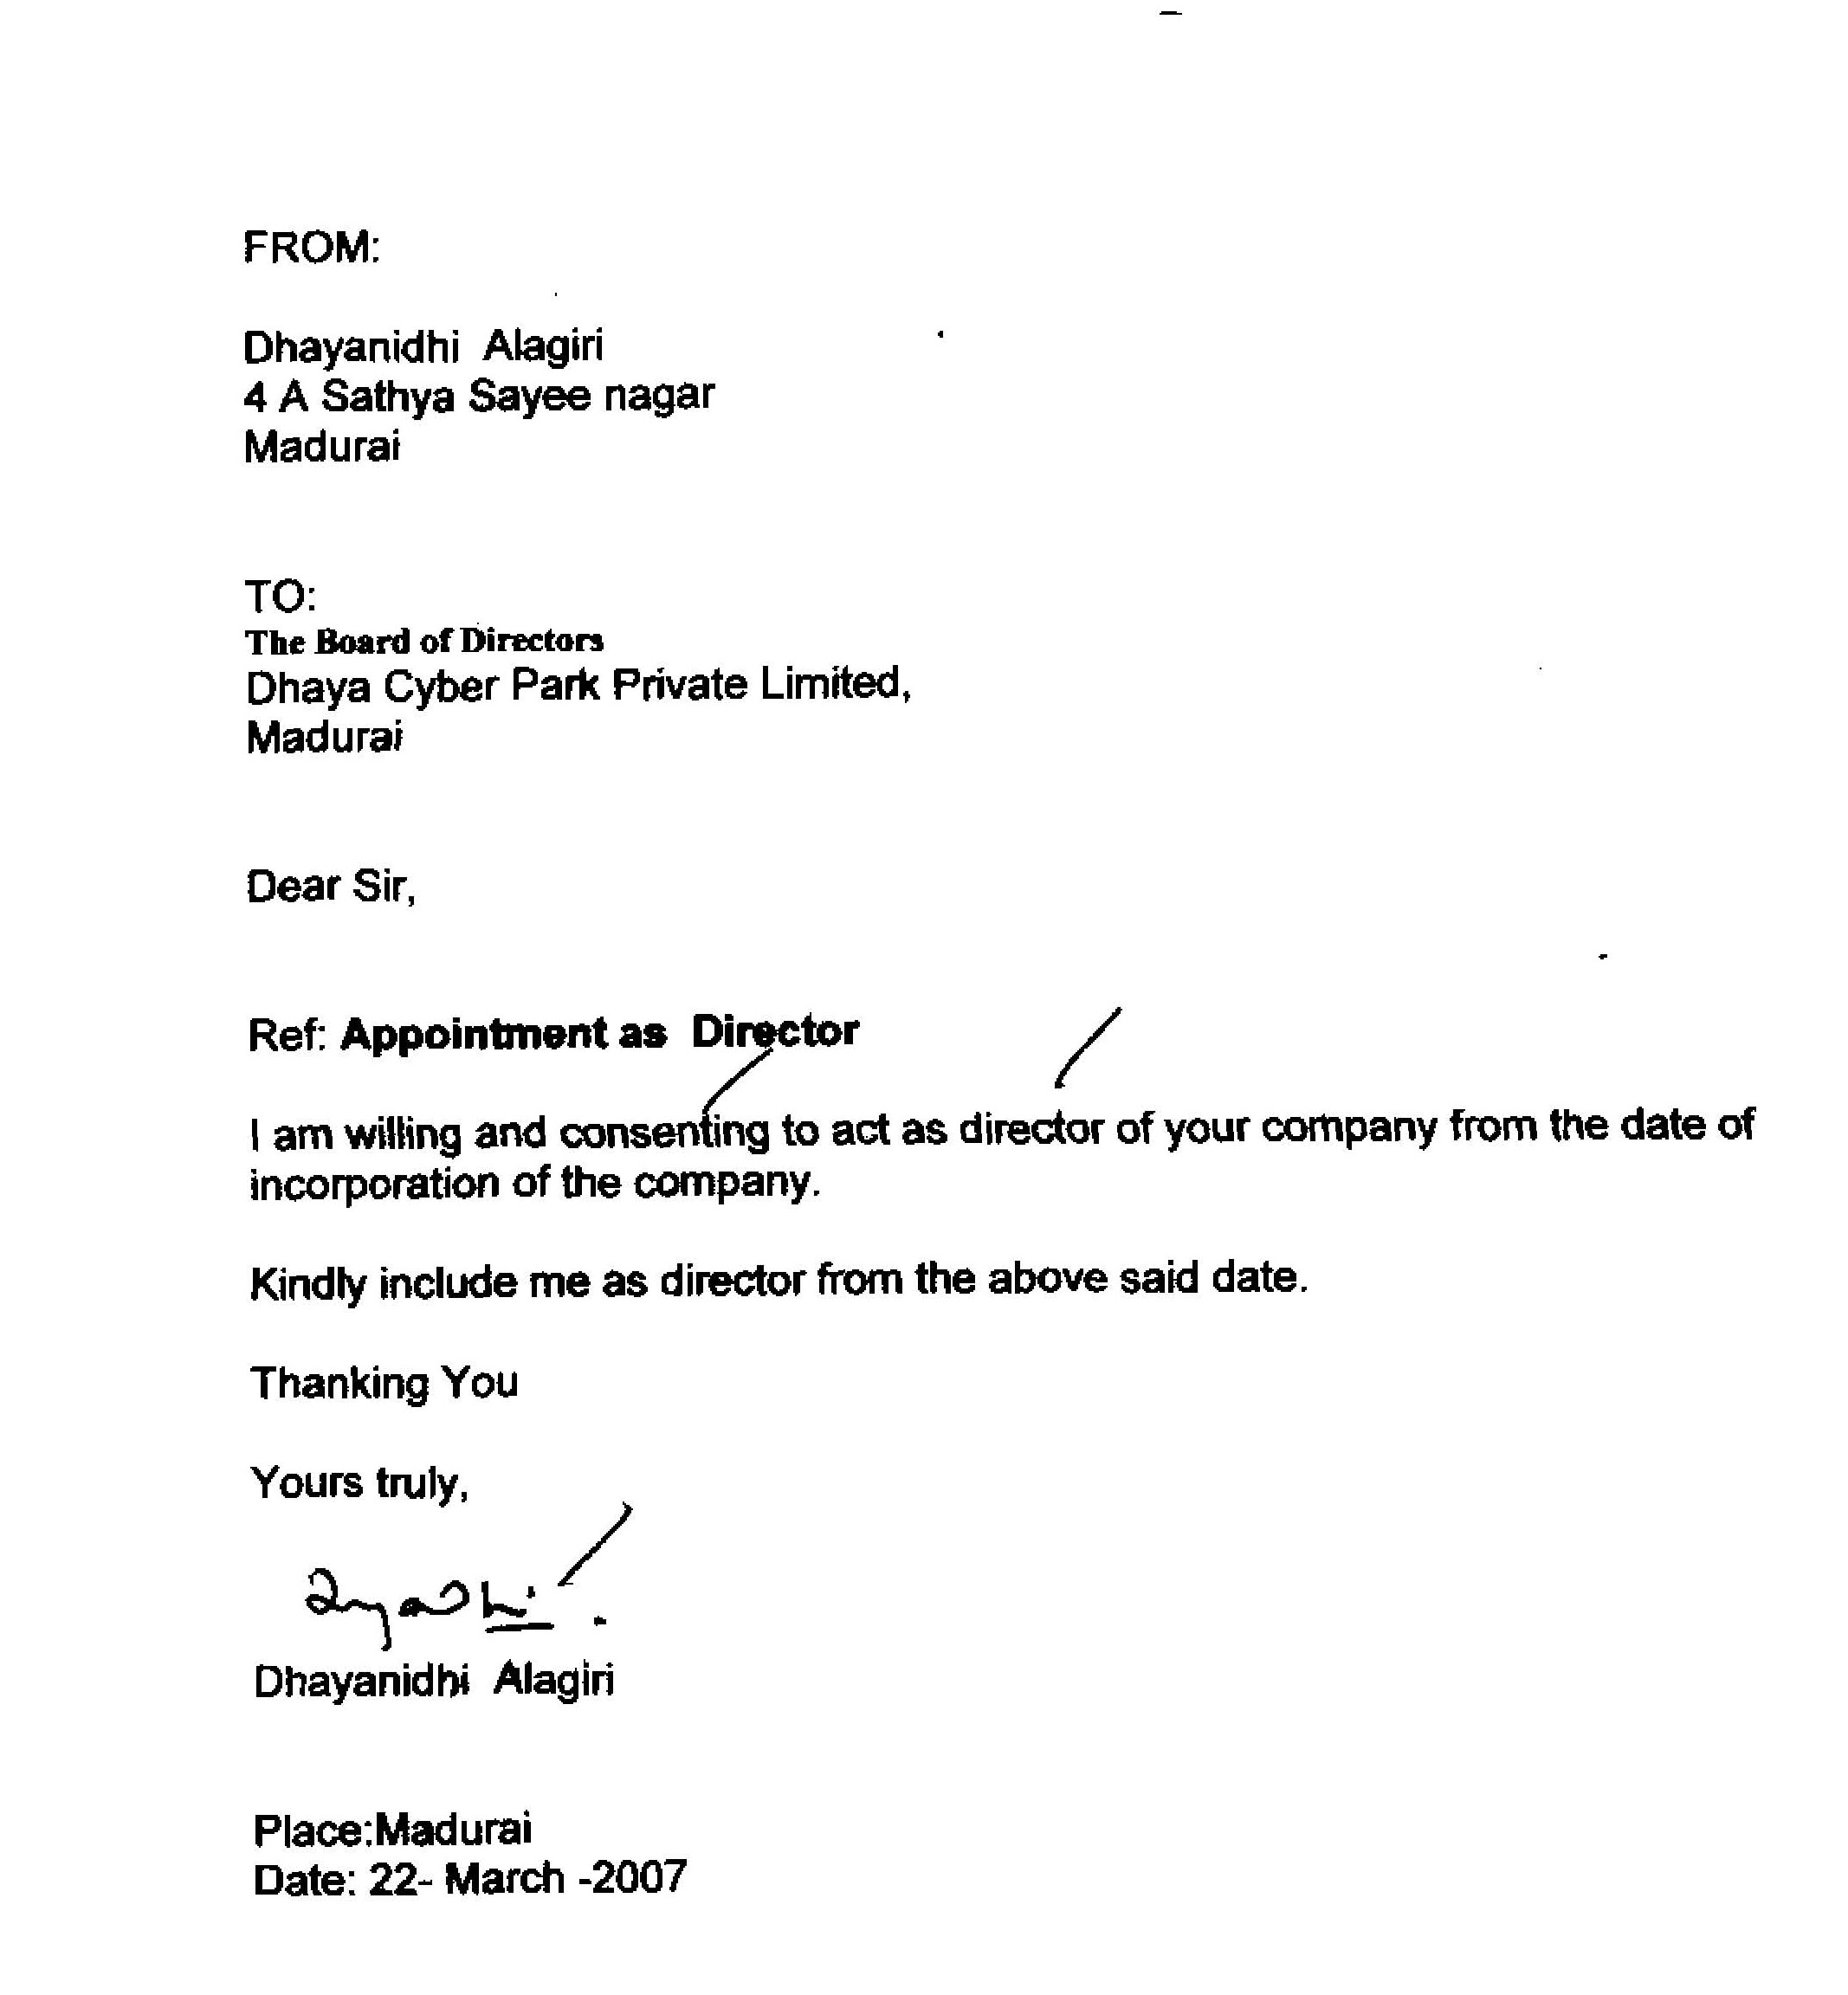 FROM:
Dhayanidhi Alagiri
4 A Sathya Sayee nagar
Madurai
TO:
The Board of Directors
Dhaya Cyber Park Private Limited,
Madurai
Dear Sir,
Ref: Appointment as Director
I am willing and consenting to act as director of your company from the date of
incorporation of the company.
Kindly include me as director from the above said date.
Thanking You
Yours truly,
Dhayanidhi Alagiri
Place:Madurai
Date: 22- March -2007